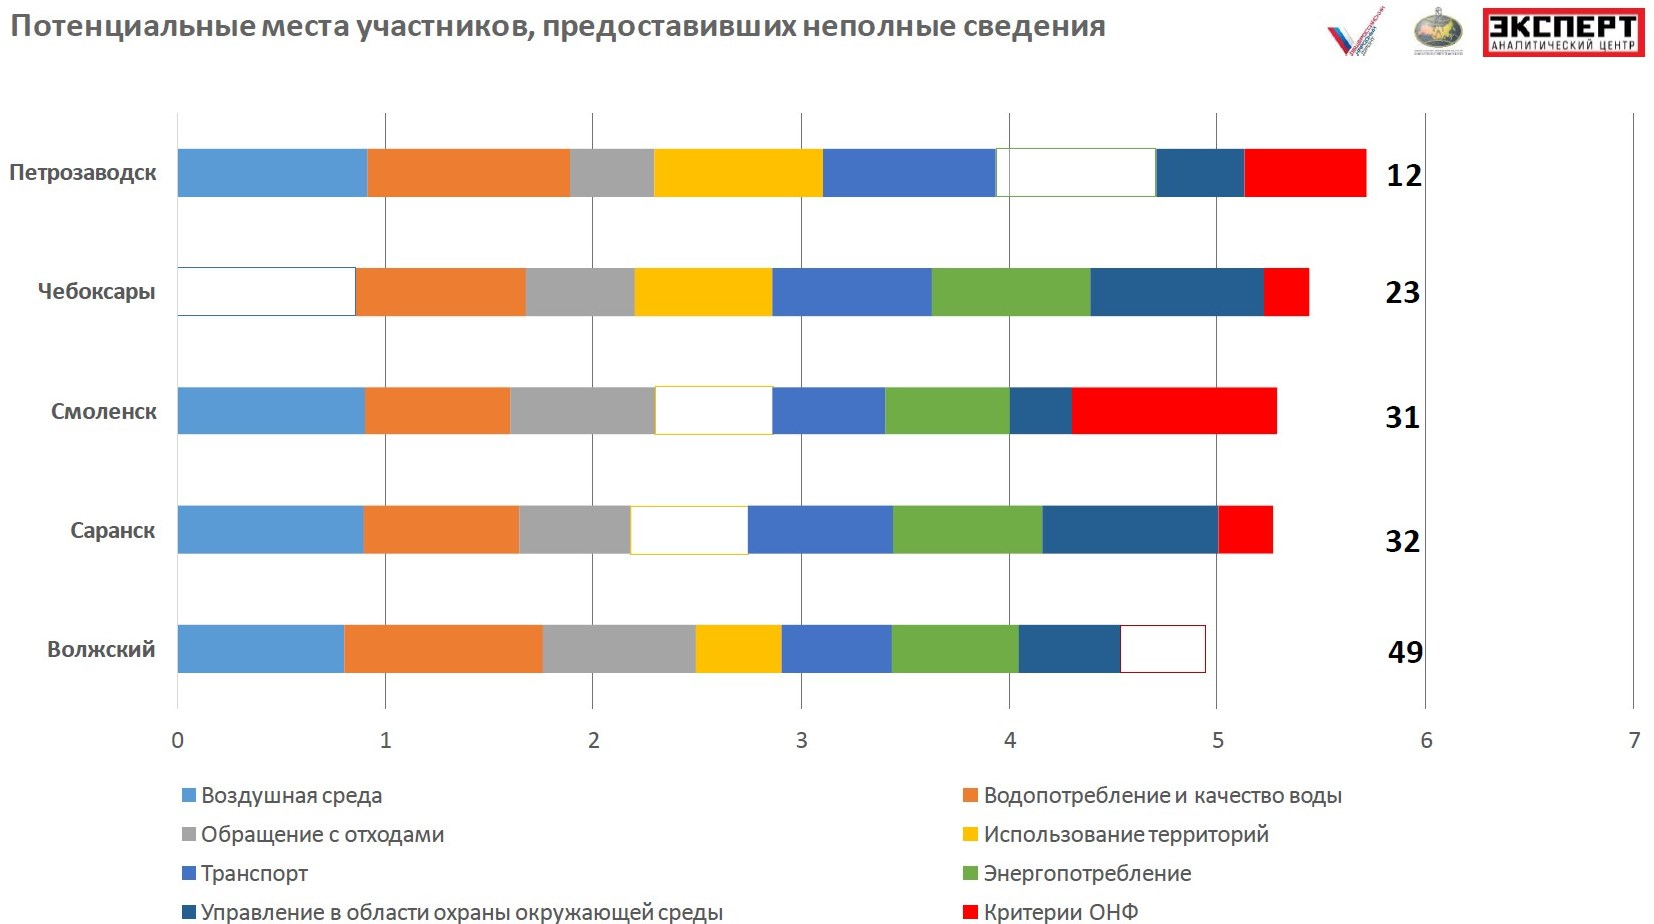 Потенциальные места участников, предоставивших неполные сведения
ЭКСПЕРТ
АНАЛИТИЧЕСКИЙ ЦЕНТР
Петрозаводск 12
Чебоксары 23
Смоленск 31
Саранск 32
Волжский 49
0 1 2 3 4 5 6 7
Воздушная среда Водопотребление и качество воды
Обращение с отходами Использование территорий
Транспорт Энергопотребление
Управление в области охраны окружающей среды Критерии ОНФ